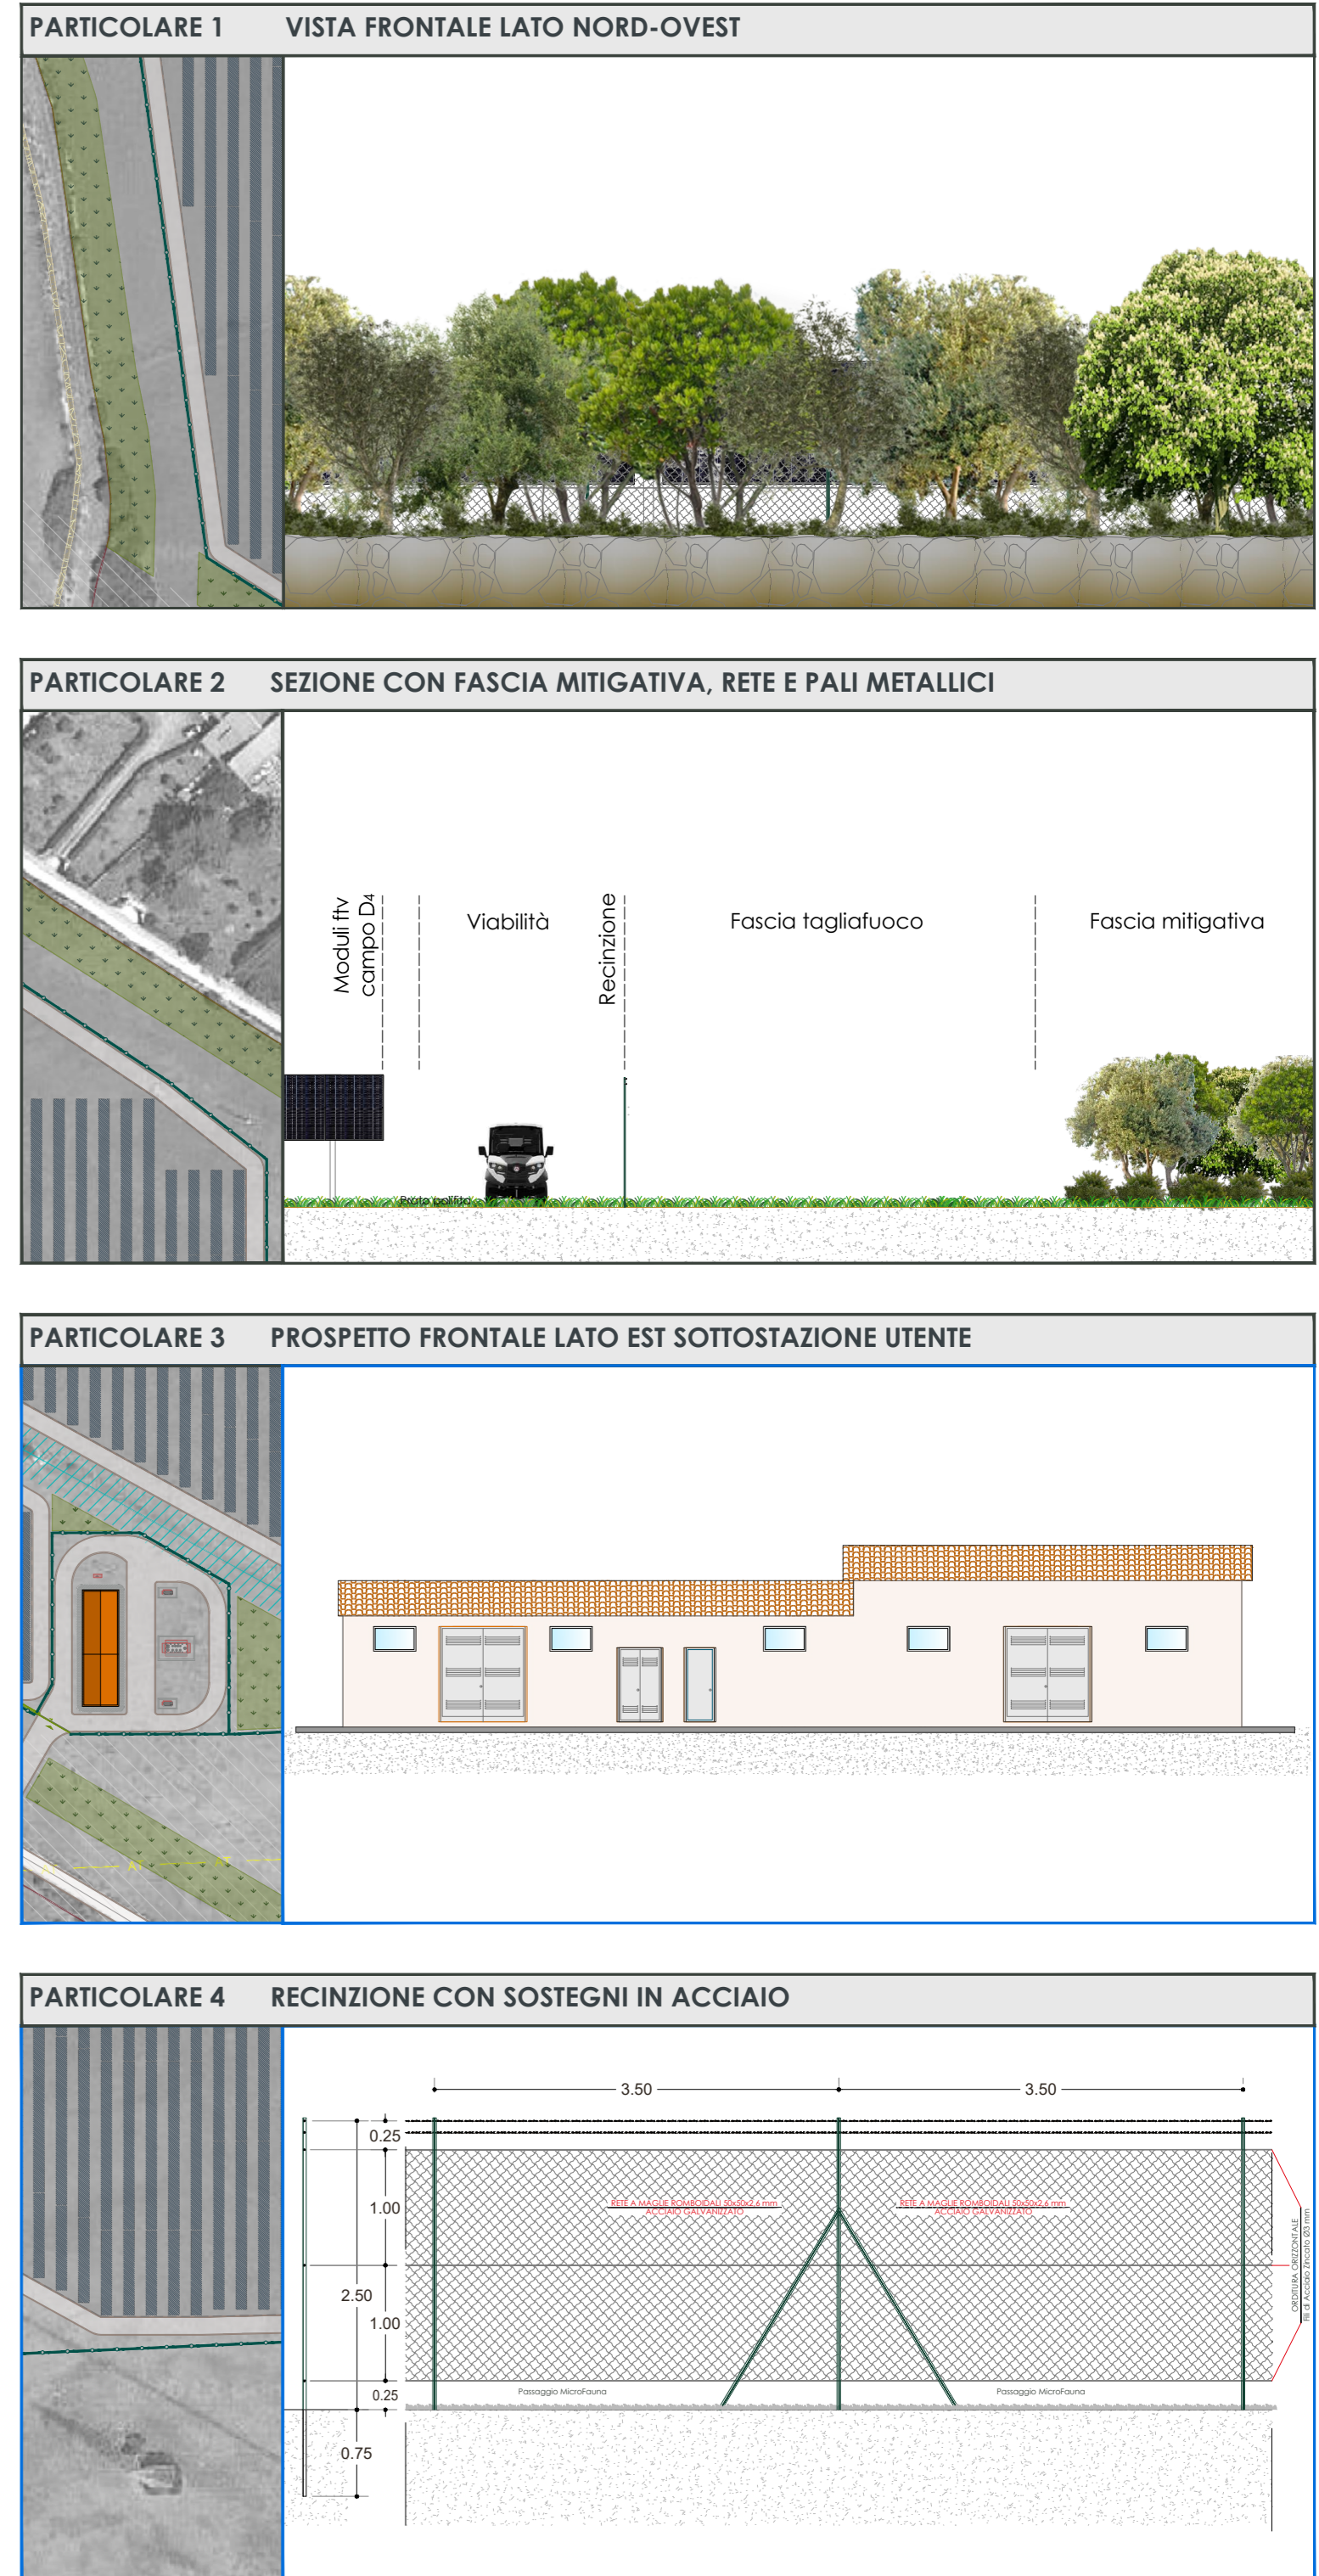 PARTICOLARE 1 VISTA FRONTALE LATO NORD-OVEST
PARTICOLARE 2 SEZIONE CON FASCIA MITIGATIVA, RETE E PALI METALLICI
Moduli ftv
campo D4
Viabilità
Recinzione
Fascia tagliafuoco
Fascia mitigativa
Prato polifita
PARTICOLARE 3 PROSPETTO FRONTALE LATO EST SOTTOSTAZIONE UTENTE
AT
AT
PARTICOLARE 4 RECINZIONE CON SOSTEGNI IN ACCIAIO
3.50
3.50
0.25
1.00
2.50
1.00
0.25
0.75
RETE A MAGLIE ROMBOIDALI 50x50x2,6 mm
ACCIAIO GALVANIZZATO
RETE A MAGLIE ROMBOIDALI 50x50x2,6 mm
ACCIAIO GALVANIZZATO
Passaggio MicroFauna
Passaggio MicroFauna
ORDITURA ORIZZONTALE
Fili di Acciaio Zincato Ø3 mm